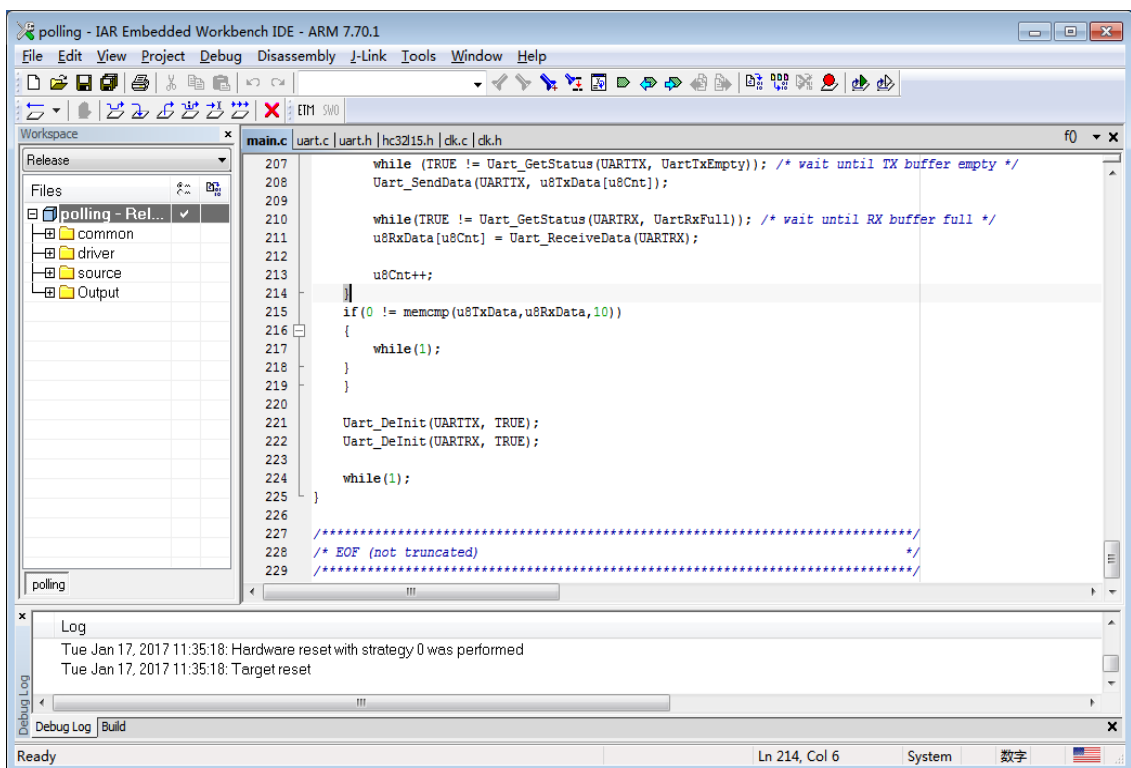 polling - IAR Embedded Workbench IDE - ARM 7.70.1
File Edit View Project Debug Disassembly J-Link Tools Window Help
ETM SWO
Workspace
main.c uart.c uart.h hc32l15.h clk.c clk.h f()
Release
Files
polling - Rel...
common
driver
source
Output
polling
207 while (TRUE != Uart_GetStatus(UARTTX, UartTxEmpty)); /* wait until TX buffer empty */
208 Uart_SendData(UARTTX, u8TxData[u8Cnt]);
209
210 while(TRUE != Uart_GetStatus(UARTRX, UartRxFull)); /* wait until RX buffer full */
211 u8RxData[u8Cnt] = Uart_ReceiveData(UARTRX);
212
213 u8Cnt++;
214 }
215 if(0 != memcmp(u8TxData,u8RxData,10))
216 {
217 while(1);
218 }
219 }
220
221 Uart_DeInit(UARTTX, TRUE);
222 Uart_DeInit(UARTRX, TRUE);
223
224 while(1);
225 }
226
227 /******************************************************************************/
228 /* EOF (not truncated) */
229 /******************************************************************************/
Log
Tue Jan 17, 2017 11:35:18: Hardware reset with strategy 0 was performed
Tue Jan 17, 2017 11:35:18: Target reset
Debug Log
Debug Log Build
Ready Ln 214, Col 6 System 数字